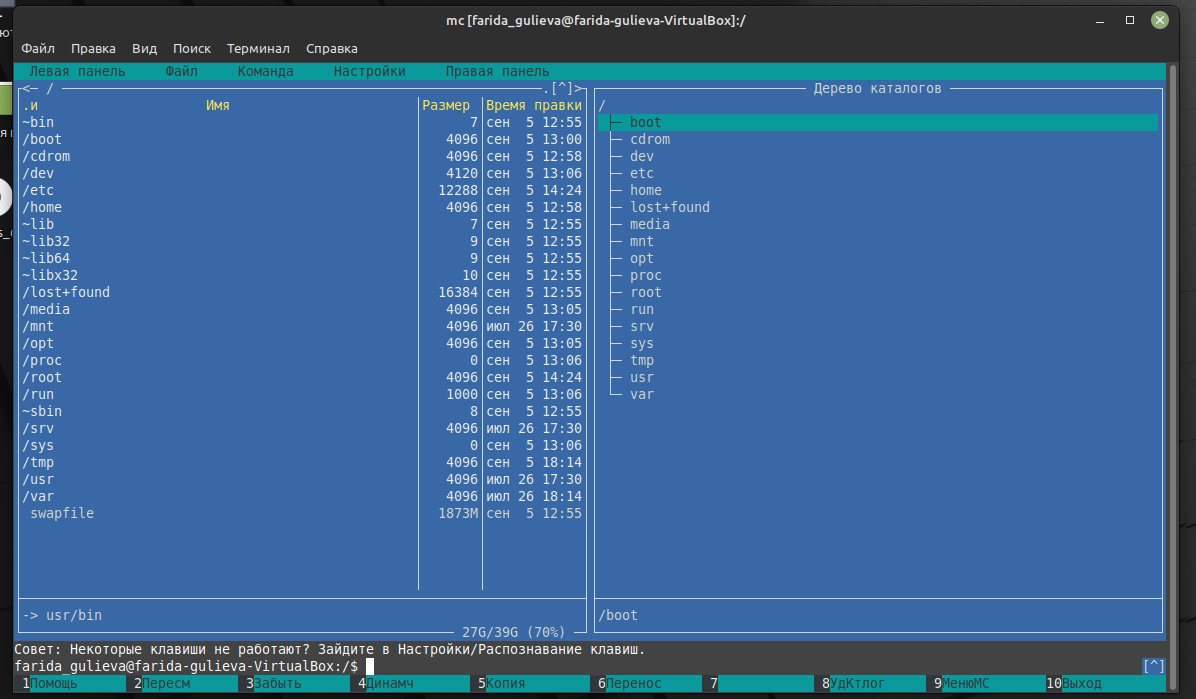 mc [farida_gulieva@farida-gulieva-VirtualBox]:/
Файл Правка Вид Поиск Терминал Справка
Левая панель Файл Команда Настройки Правая панель
<─ / .[^]> Дерево каталогов
.и Имя Размер Время правки /
~bin 7 сен 5 12:55 boot
/boot 4096 сен 5 13:00 cdrom
/cdrom 4096 сен 5 12:58 dev
/dev 4120 сен 5 13:06 etc
/etc 12288 сен 5 14:24 home
/home 4096 сен 5 12:58 lost+found
~lib 7 сен 5 12:55 media
~lib32 9 сен 5 12:55 mnt
~lib64 9 сен 5 12:55 opt
~libx32 10 сен 5 12:55 proc
/lost+found 16384 сен 5 12:55 root
/media 4096 сен 5 13:05 run
/mnt 4096 июл 26 17:30 srv
/opt 4096 сен 5 13:05 sys
/proc 0 сен 5 13:06 tmp
/root 4096 сен 5 14:24 usr
/run 1000 сен 5 13:06 var
~sbin 8 сен 5 12:55
/srv 4096 июл 26 17:30
/sys 0 сен 5 13:06
/tmp 4096 сен 5 18:14
/usr 4096 июл 26 17:30
/var 4096 июл 26 18:14
swapfile 1873M сен 5 12:55
-> usr/bin /boot
27G/39G (70%)
Совет: Некоторые клавиши не работают? Зайдите в Настройки/Распознавание клавиш.
farida_gulieva@farida-gulieva-VirtualBox:/$ [^]
1Помощь 2Пересм 3Забыть 4Динамч 5Копия 6Перенос 7 8УдКтлог 9МенюMC 10Выход